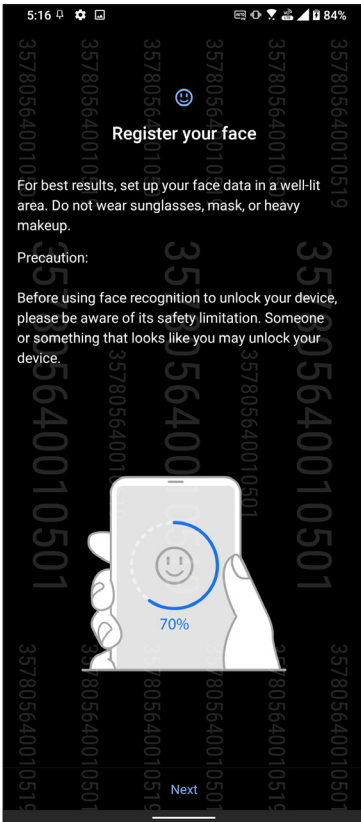 5:16
84%
Register your face
For best results, set up your face data in a well-lit
area. Do not wear sunglasses, mask, or heavy
makeup.
Precaution:
Before using face recognition to unlock your device,
please be aware of its safety limitation. Someone
or something that looks like you may unlock your
device.
70%
Next
357805640010519
357805640010501